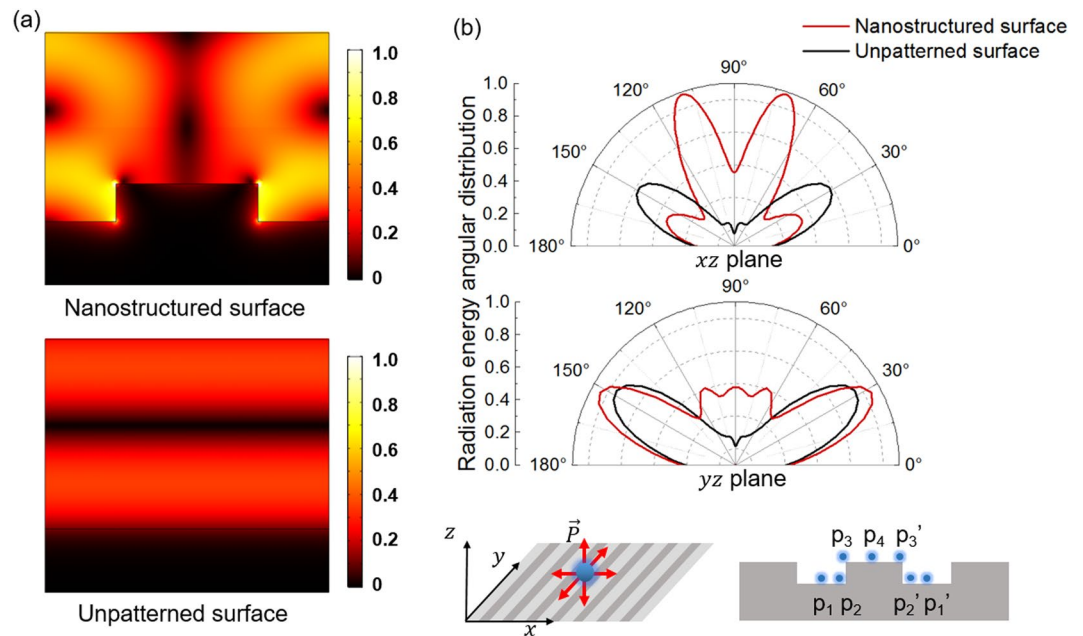 (a)
1.0
0.8
0.6
0.4
0.2
0
Nanostructured surface
1.0
0.8
0.6
0.4
0.2
0
Unpatterned surface
(b)
Nanostructured surface
Unpatterned surface
Radiation energy angular distribution
1.0
0.8
0.6
0.4
0.2
0.0
180°
150°
120°
90°
60°
30°
0°
xz plane
1.0
0.8
0.6
0.4
0.2
0.0
180°
150°
120°
90°
60°
30°
0°
yz plane
z
y
x
P⃗
p₃ p₄ p₃'
p₁ p₂ p₂' p₁'